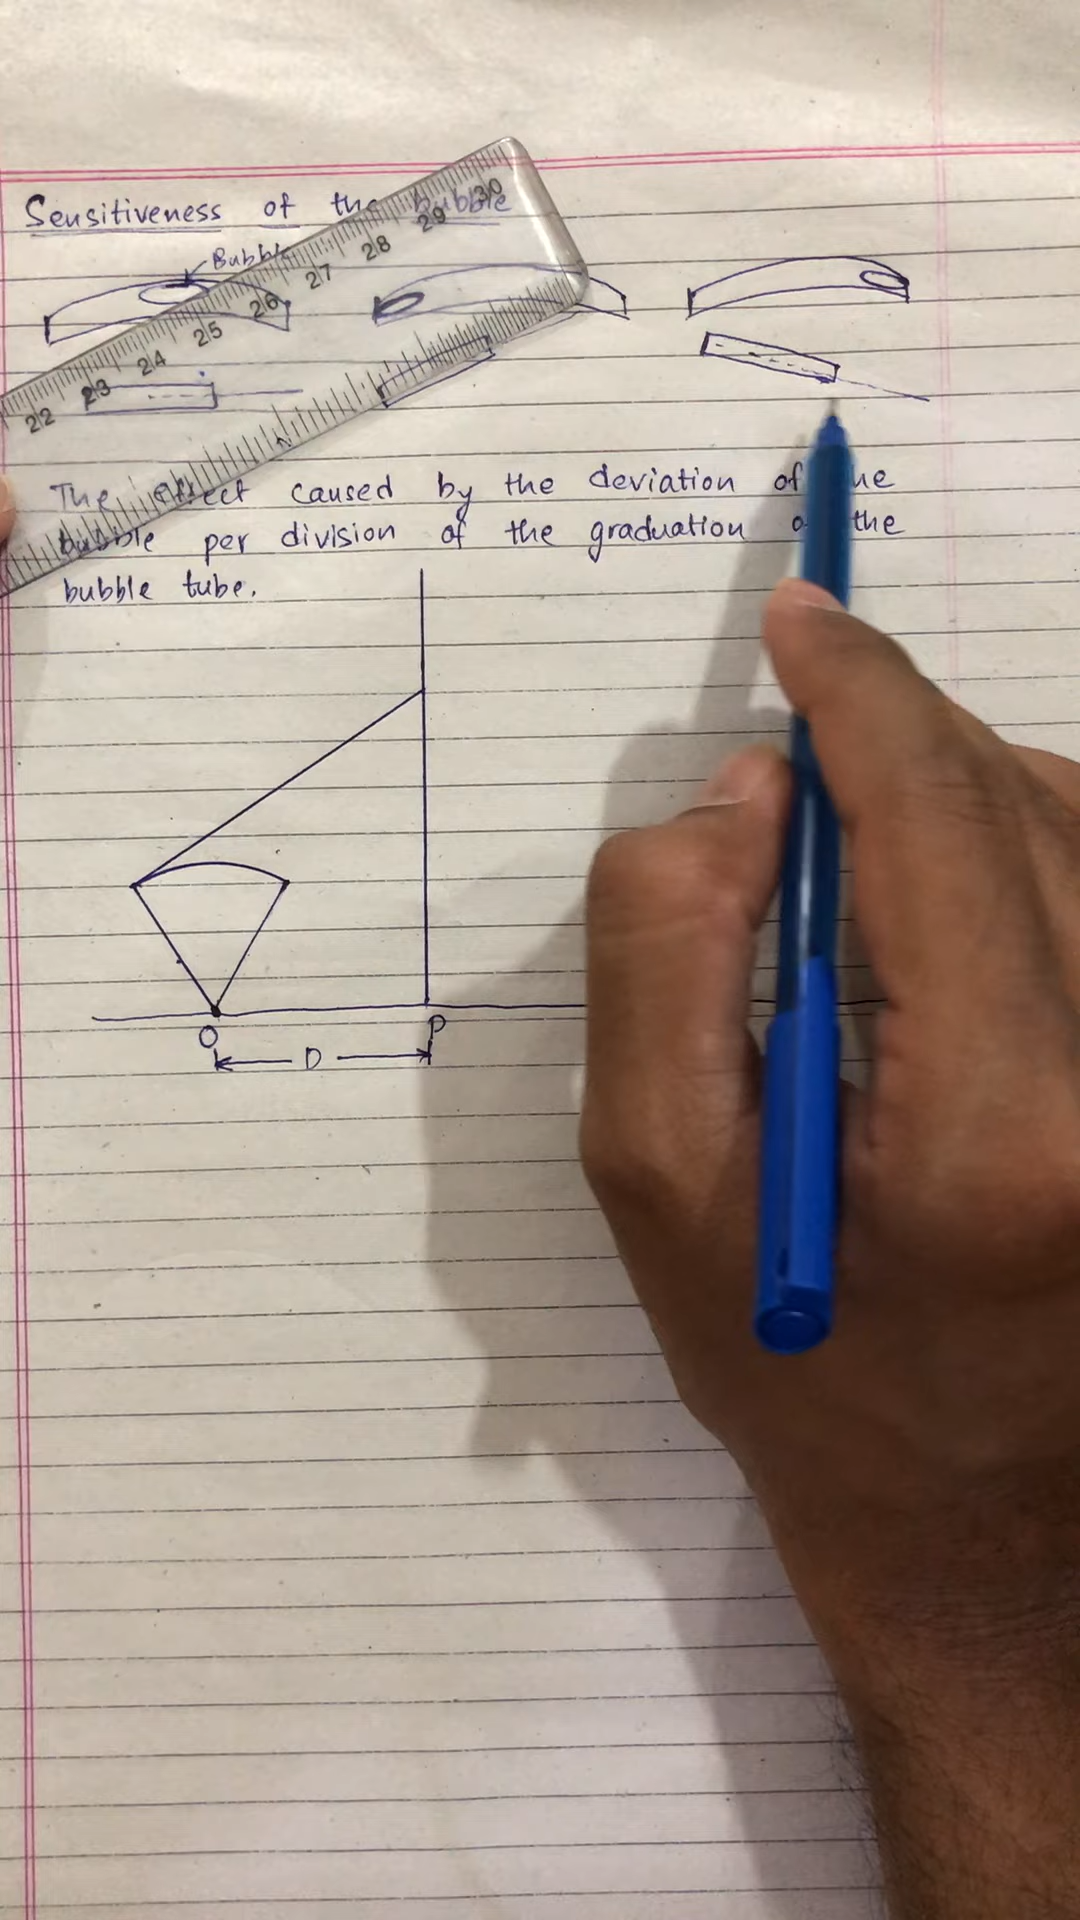 Sensitiveness of the bubble
Bubble
30
29
28
27
26
25
24
23
22
The effect caused by the deviation of the
bubble per division of the graduation of the
bubble tube.
O P
D